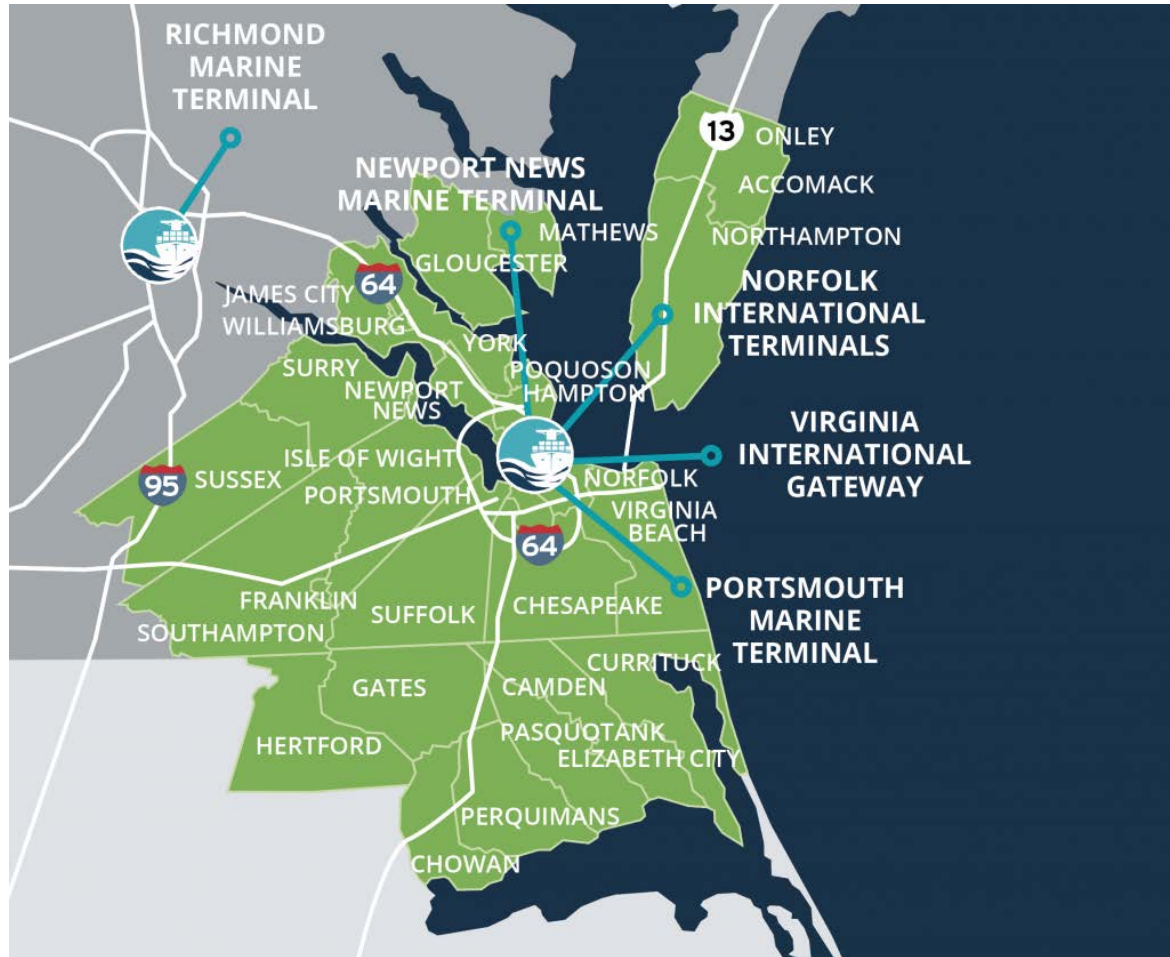 RICHMOND
MARINE
TERMINAL
13
ONLEY
NEWPORT NEWS
MARINE TERMINAL
ACCOMACK
MATHEWS
NORTHAMPTON
GLOUCESTER
64
JAMES CITY
WILLIAMSBURG
NORFOLK
INTERNATIONAL
TERMINALS
YORK
SURRY
POQUOSON
HAMPTON
NEWPORT
NEWS
VIRGINIA
INTERNATIONAL
GATEWAY
ISLE OF WIGHT
95
SUSSEX
PORTSMOUTH
NORFOLK
VIRGINIA
BEACH
64
PORTSMOUTH
MARINE
TERMINAL
FRANKLIN
SUFFOLK
CHESAPEAKE
SOUTHAMPTON
CURRITUCK
GATES
CAMDEN
PASQUOTANK
HERTFORD
ELIZABETH CITY
PERQUIMANS
CHOWAN